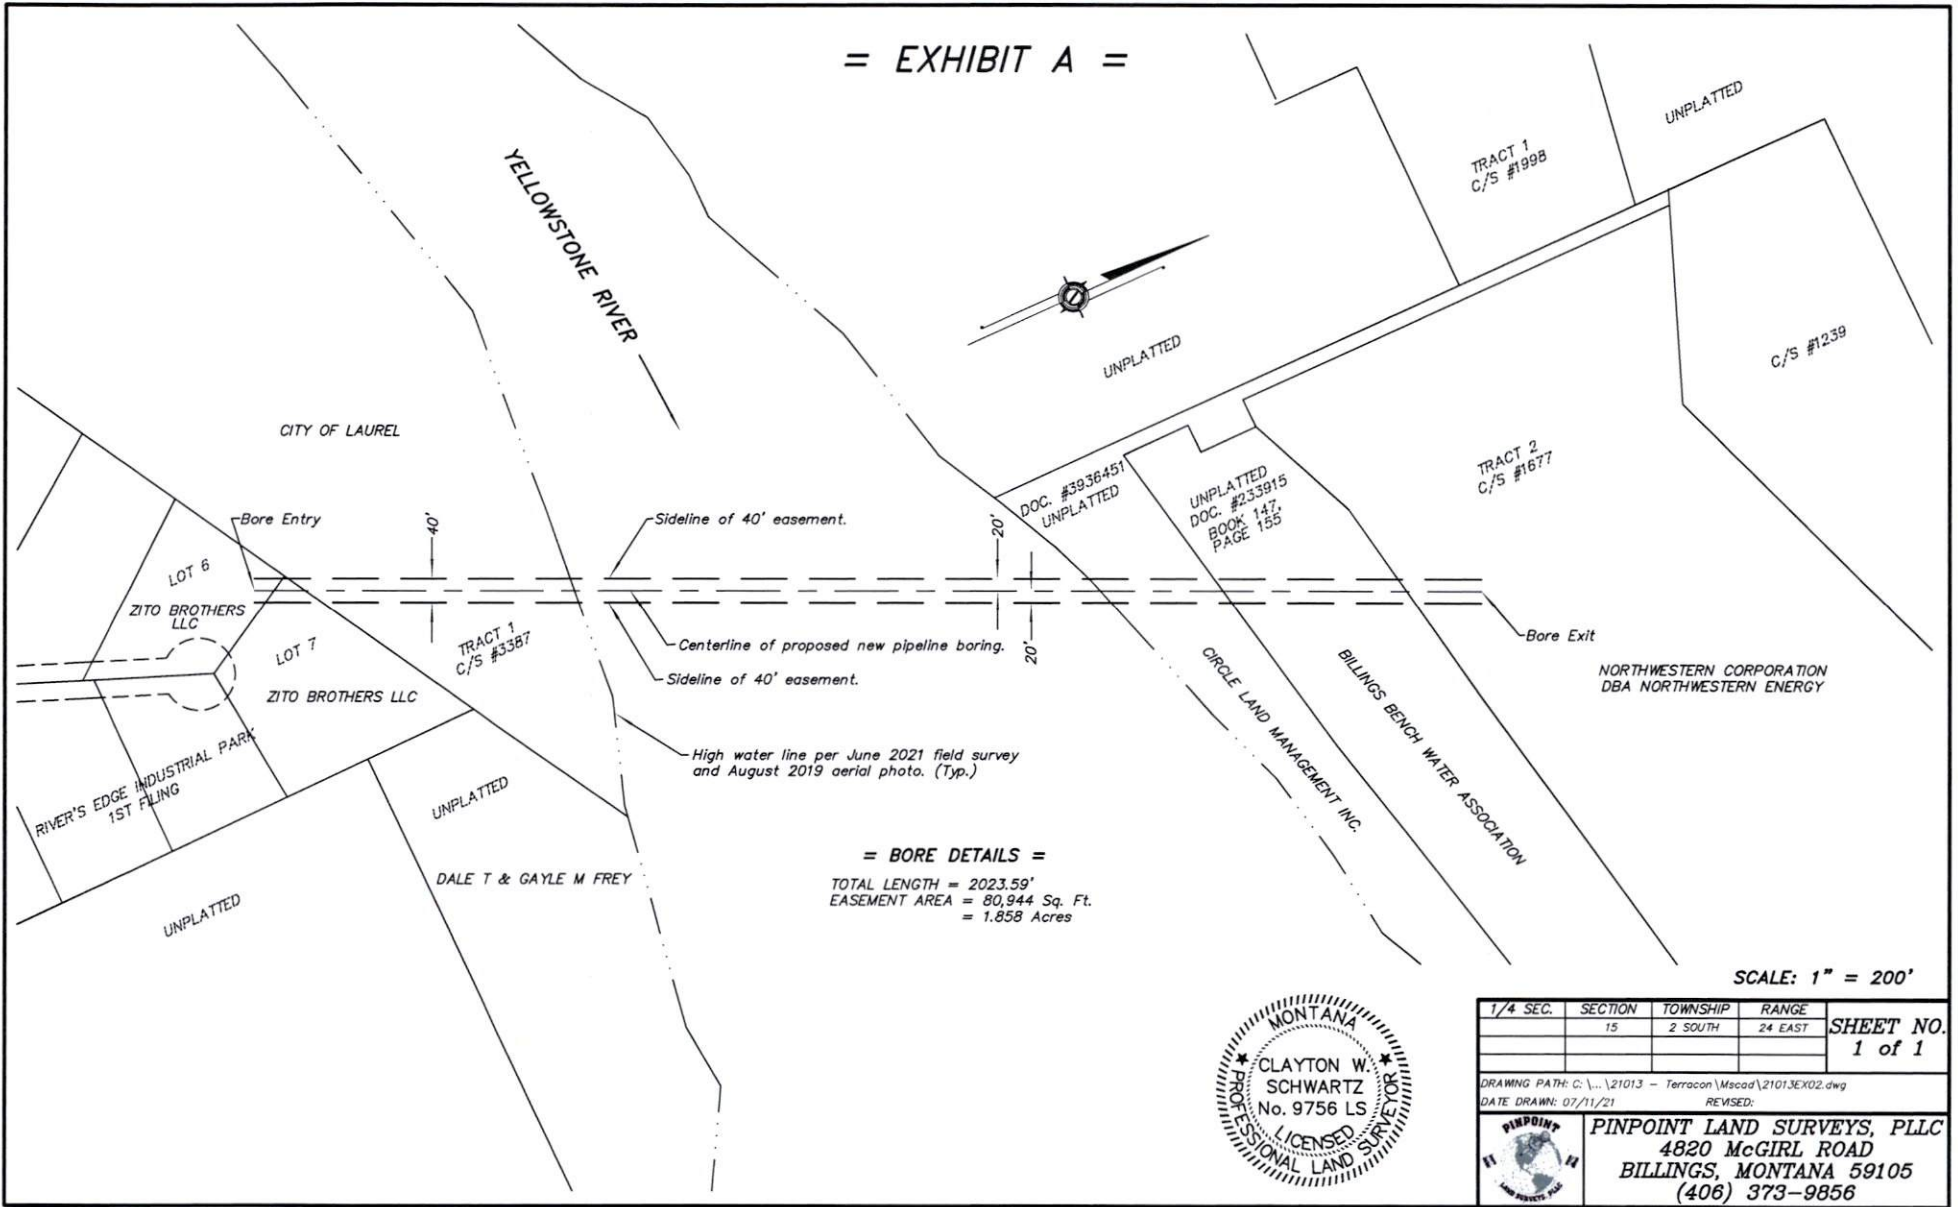 = EXHIBIT A =
YELLOWSTONE RIVER
UNPLATTED
TRACT 1
C/S #1998
C/S #1239
UNPLATTED
TRACT 2
C/S #1677
CITY OF LAUREL
DOC. #3936451
UNPLATTED
UNPLATTED
DOC. #233915
BOOK 147,
PAGE 155
Bore Entry
40'
Sideline of 40' easement.
20'
LOT 6
ZITO BROTHERS
LLC
LOT 7
ZITO BROTHERS LLC
TRACT 1
C/S #3387
Centerline of proposed new pipeline boring.
20'
Sideline of 40' easement.
Bore Exit
NORTHWESTERN CORPORATION
DBA NORTHWESTERN ENERGY
CIRCLE LAND MANAGEMENT INC.
BILLINGS BENCH WATER ASSOCIATION
High water line per June 2021 field survey
and August 2019 aerial photo. (Typ.)
RIVER'S EDGE INDUSTRIAL PARK
1ST FILING
UNPLATTED
DALE T & GAYLE M FREY
UNPLATTED
= BORE DETAILS =
TOTAL LENGTH = 2023.59'
EASEMENT AREA = 80,944 Sq. Ft.
= 1.858 Acres
SCALE: 1" = 200'
MONTANA
CLAYTON W.
SCHWARTZ
No. 9756 LS
LICENSED
PROFESSIONAL LAND SURVEYOR
1/4 SEC. SECTION TOWNSHIP RANGE
15 2 SOUTH 24 EAST
SHEET NO.
1 of 1
DRAWING PATH: C:\...\21013 - Terracon\Mscad\21013EX02.dwg
DATE DRAWN: 07/11/21 REVISED:
PINPOINT
LAND SURVEYS, PLLC
PINPOINT LAND SURVEYS, PLLC
4820 McGIRL ROAD
BILLINGS, MONTANA 59105
(406) 373-9856